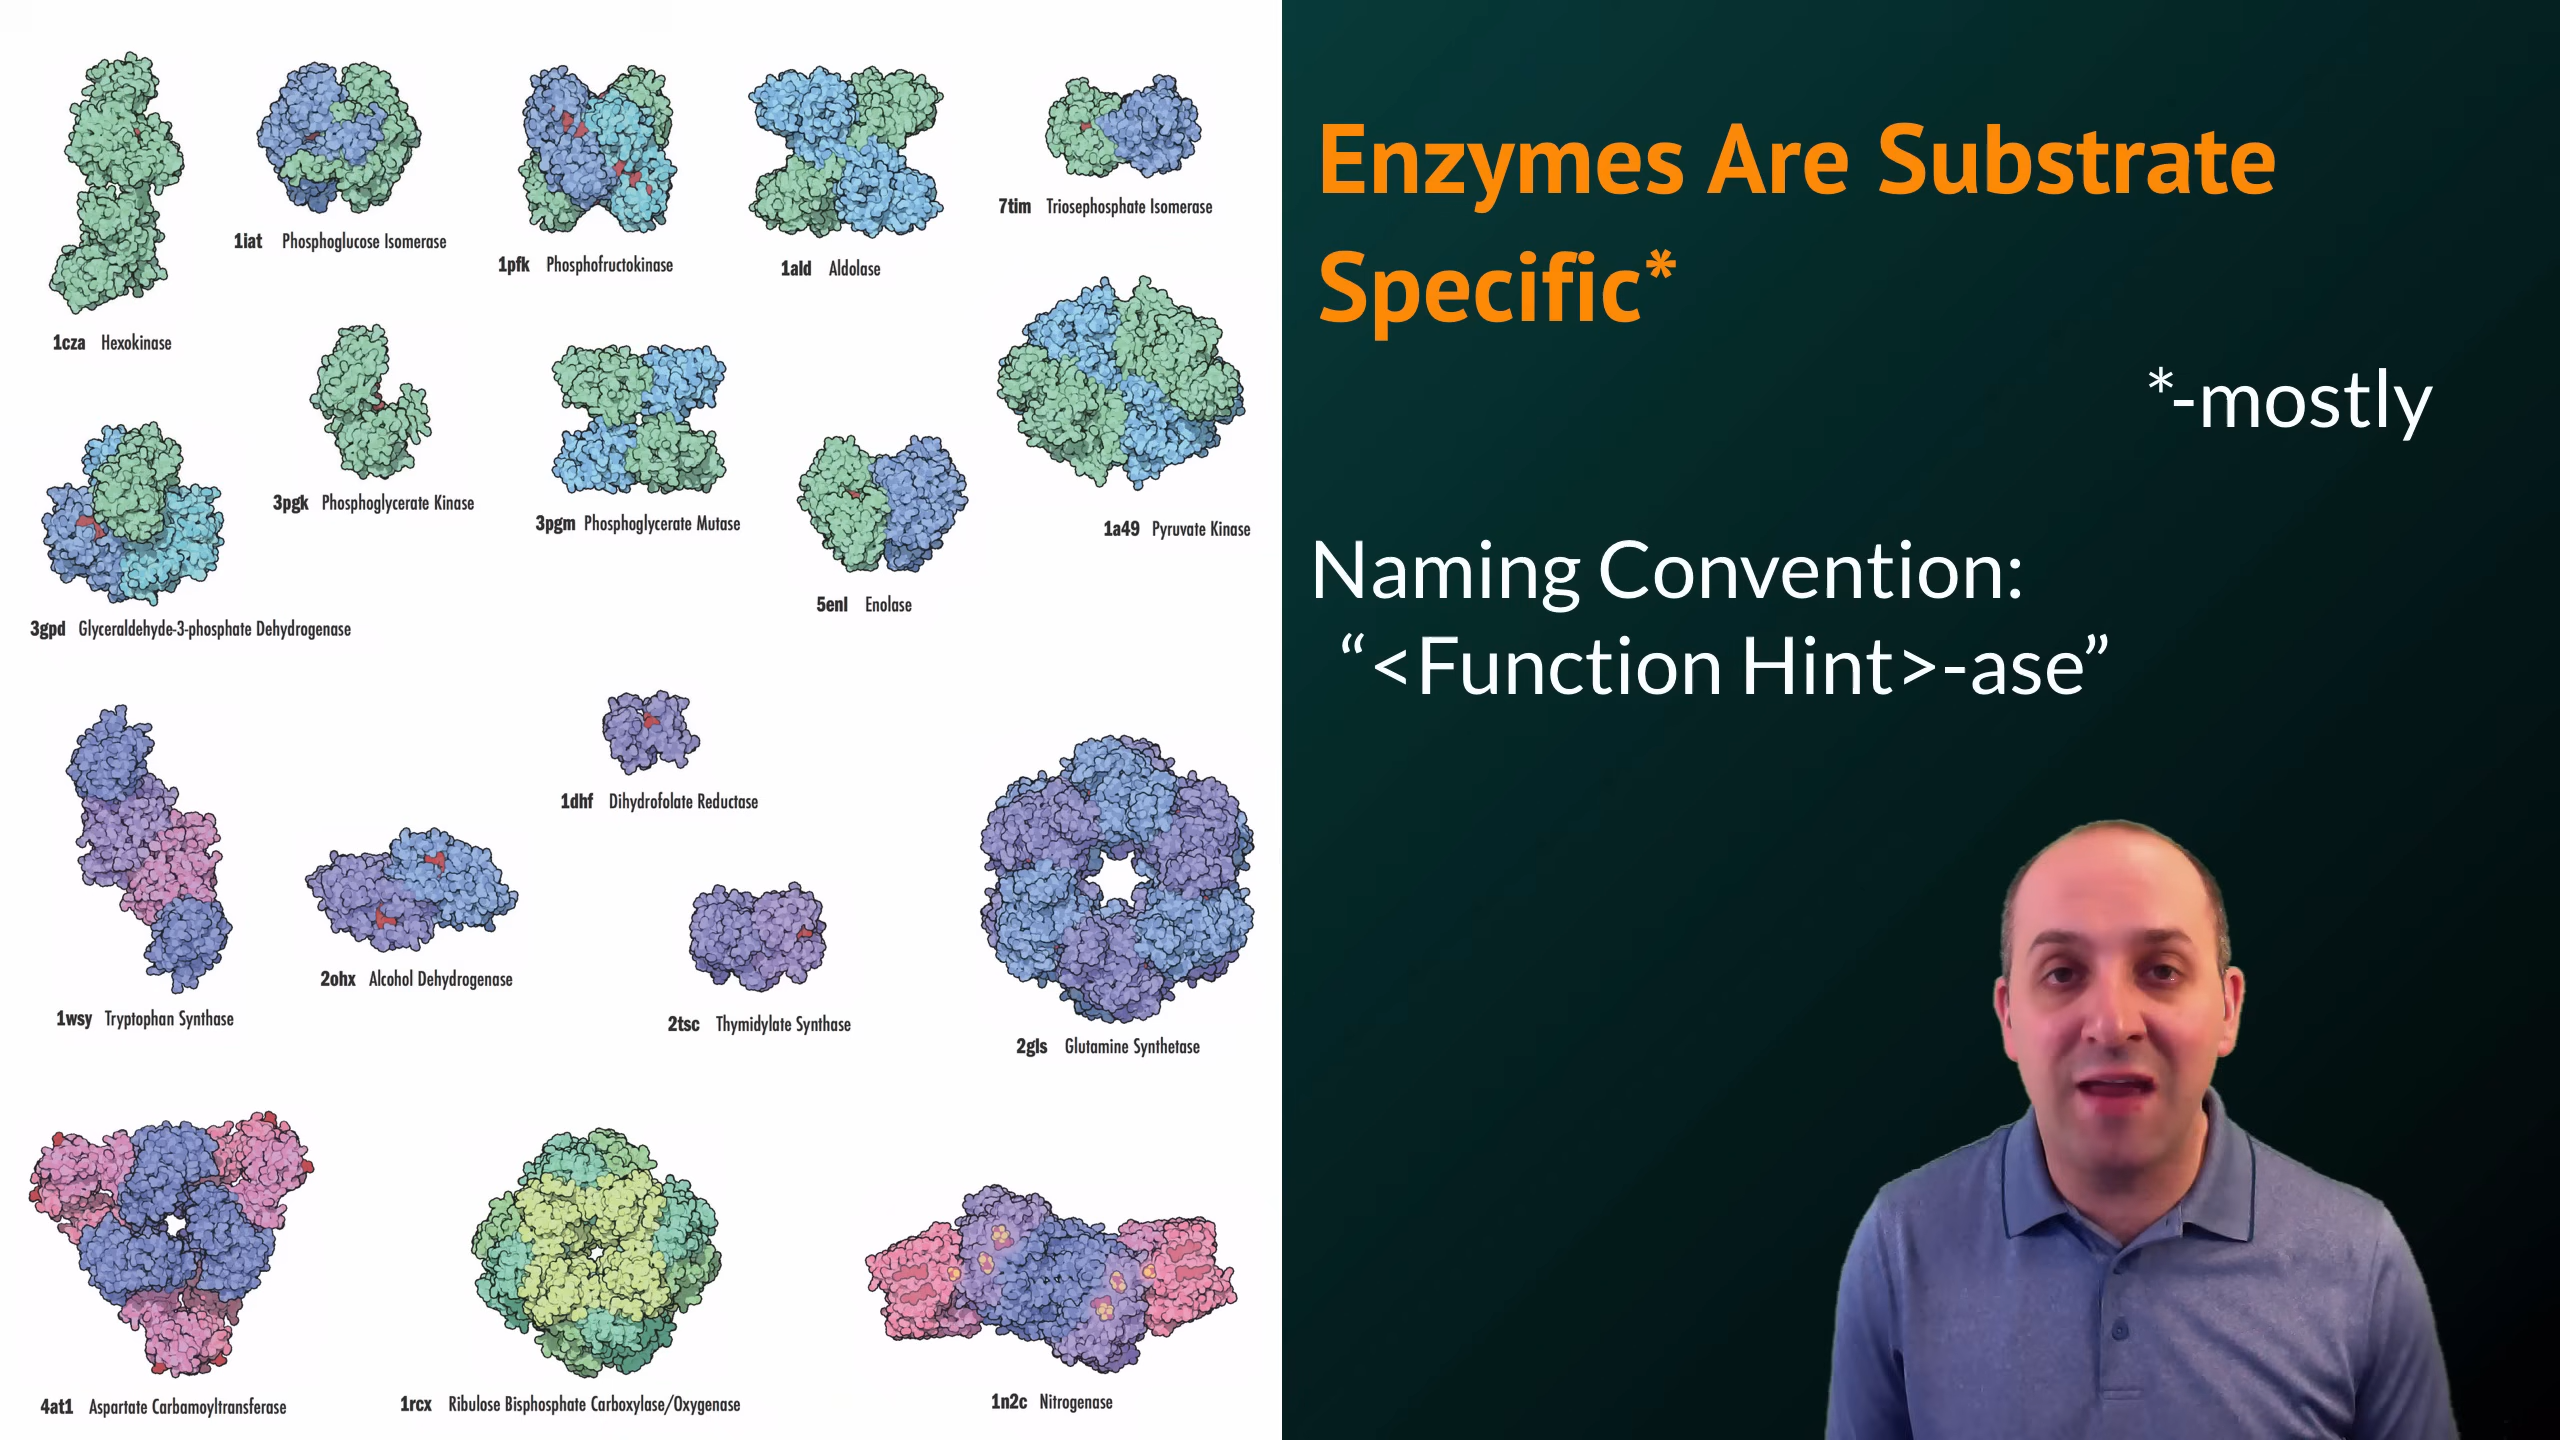 1cza Hexokinase
1iat Phosphoglucose Isomerase
1pfk Phosphofructokinase
1ald Aldolase
7tim Triosephosphate Isomerase
3gpd Glyceraldehyde-3-phosphate Dehydrogenase
3pgk Phosphoglycerate Kinase
3pgm Phosphoglycerate Mutase
5enl Enolase
1a49 Pyruvate Kinase
1wsy Tryptophan Synthase
2ohx Alcohol Dehydrogenase
1dhf Dihydrofolate Reductase
2tsc Thymidylate Synthase
2gls Glutamine Synthetase
4at1 Aspartate Carbamoyltransferase
1rcx Ribulose Bisphosphate Carboxylase/Oxygenase
1n2c Nitrogenase
Enzymes Are Substrate
Specific*
*-mostly
Naming Convention:
“<Function Hint>-ase”